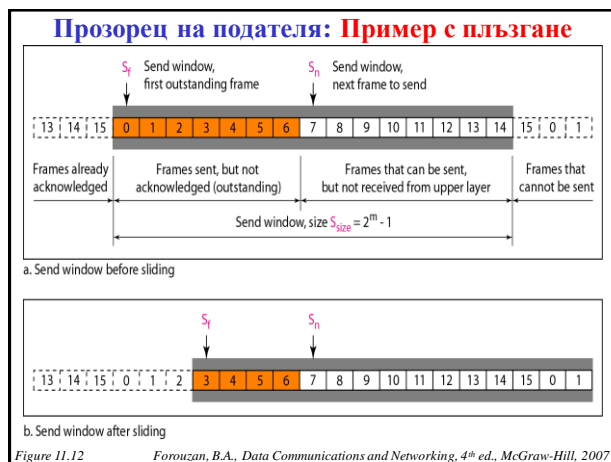 Прозорец на подателя: Пример с плъзгане
Sf Send window, first outstanding frame
Sn Send window, next frame to send
13 14 15 0 1 2 3 4 5 6 7 8 9 10 11 12 13 14 15 0 1
Frames already acknowledged
Frames sent, but not acknowledged (outstanding)
Frames that can be sent, but not received from upper layer
Frames that cannot be sent
Send window, size Ssize = 2^m - 1
a. Send window before sliding
Sf Sn
13 14 15 0 1 2 3 4 5 6 7 8 9 10 11 12 13 14 15 0 1
b. Send window after sliding
Figure 11.12 Forouzan, B.A., Data Communications and Networking, 4th ed., McGraw-Hill, 2007